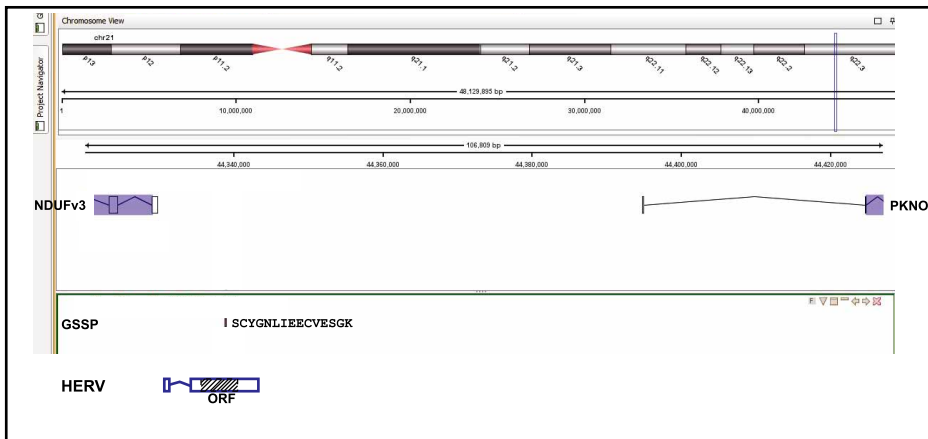 Chromosome View
chr21
p13 p12 p11.2 q11.2 q21.1 q21.2 q21.3 q22.11 q22.12 q22.13 q22.2 q22.3
48,129,895 bp
1 10,000,000 20,000,000 30,000,000 40,000,000
106,809 bp
44,340,000 44,360,000 44,380,000 44,400,000 44,420,000
NDUFv3 PKNO
GSSP SCYGNLIEECVESGK
HERV
ORF
Project Navigator